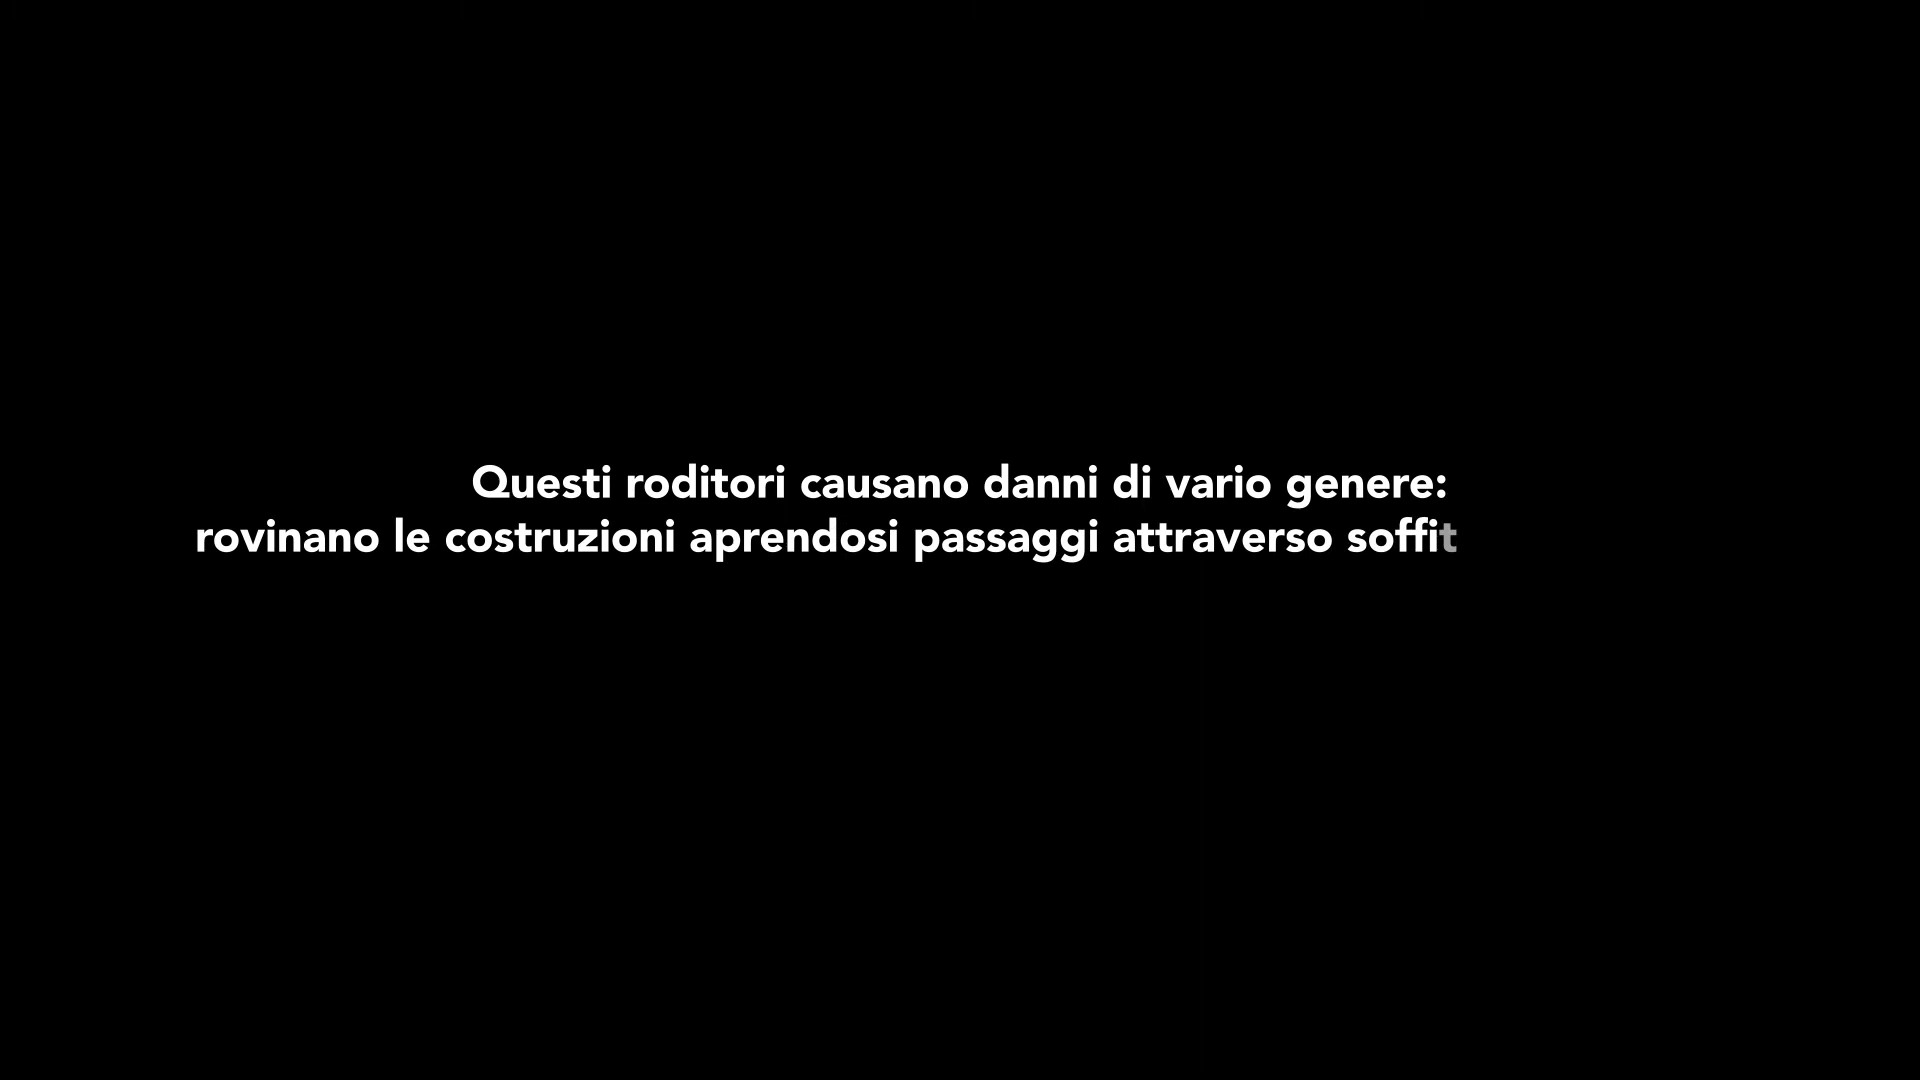 Questi roditori causano danni di vario genere:
rovinano le costruzioni aprendosi passaggi attraverso soffit